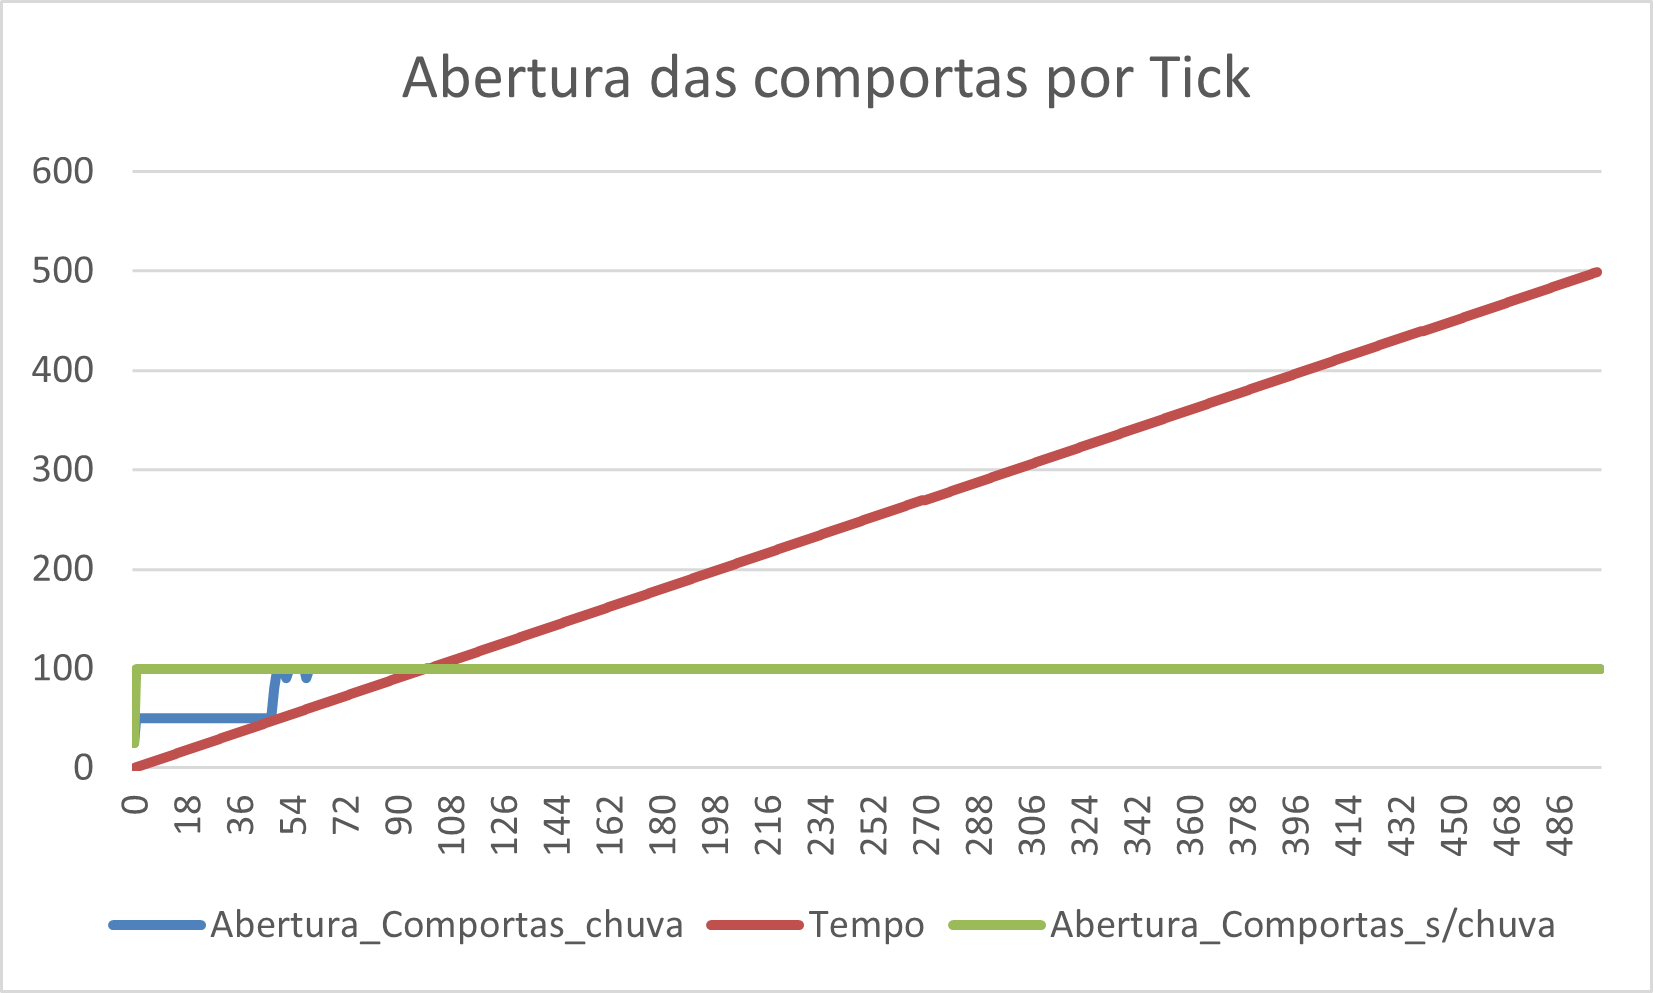 Abertura das comportas por Tick
600
500
400
300
200
100
0
0 18 36 54 72 90 108 126 144 162 180 198 216 234 252 270 288 306 324 342 360 378 396 414 432 450 468 486
Abertura_Comportas_chuva Tempo Abertura_Comportas_s/chuva